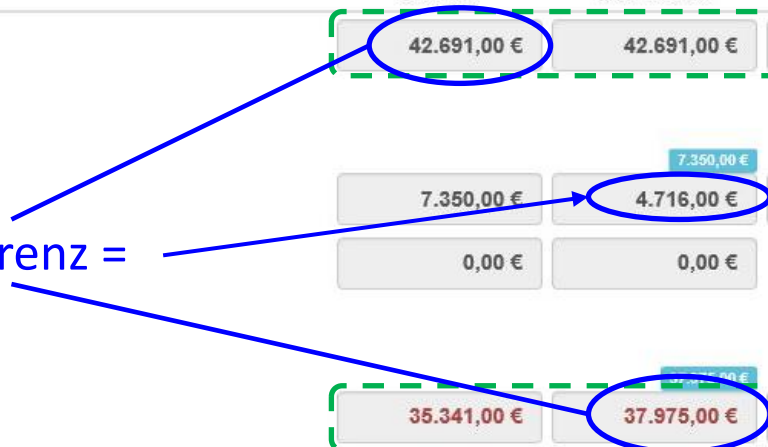 42.691,00 € 42.691,00 €
7.350,00 €
7.350,00 € 4.716,00 €
renz =
0,00 € 0,00 €
35.341,00 € 37.975,00 €